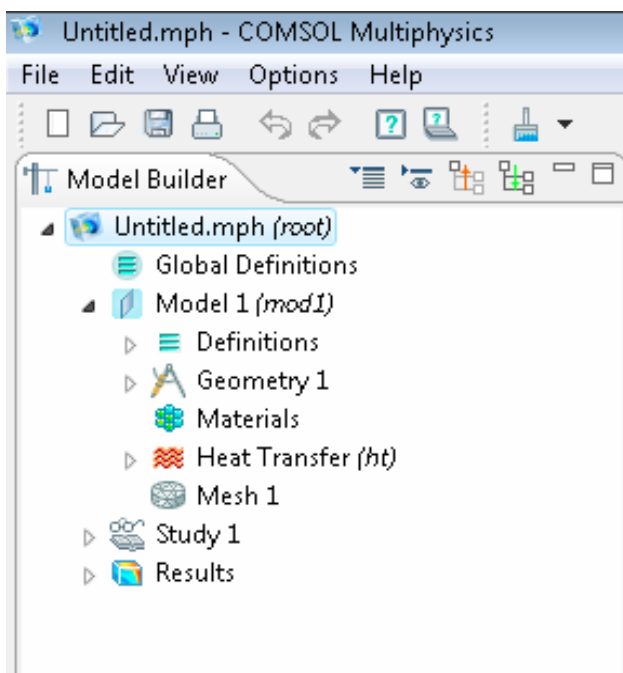 Untitled.mph - COMSOL Multiphysics
File Edit View Options Help
Model Builder
Untitled.mph (root)
Global Definitions
Model 1 (mod1)
Definitions
Geometry 1
Materials
Heat Transfer (ht)
Mesh 1
Study 1
Results